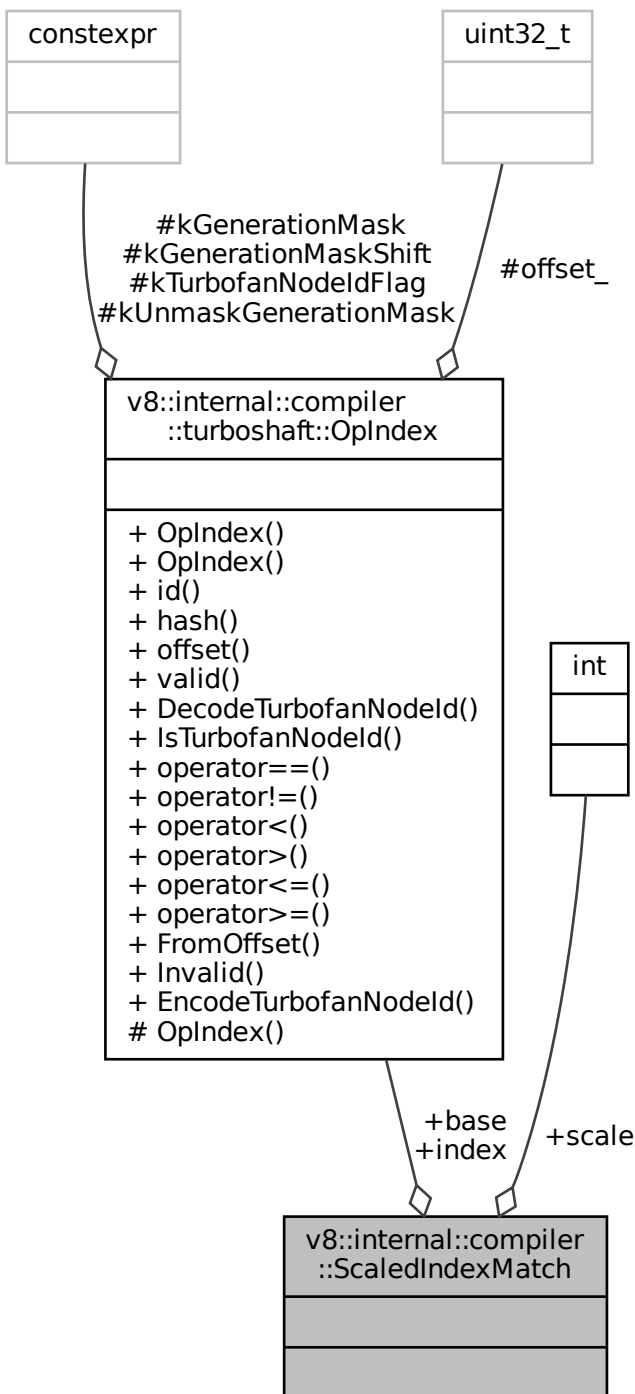 constexpr
uint32_t
#kGenerationMask
#kGenerationMaskShift
#kTurbofanNodeIdFlag
#kUnmaskGenerationMask
#offset_
v8::internal::compiler
::turboshaft::OpIndex
+ OpIndex()
+ OpIndex()
+ id()
+ hash()
+ offset()
+ valid()
+ DecodeTurbofanNodeId()
+ IsTurbofanNodeId()
+ operator==()
+ operator!=()
+ operator<()
+ operator>()
+ operator<=()
+ operator>=()
+ FromOffset()
+ Invalid()
+ EncodeTurbofanNodeId()
# OpIndex()
int
+base
+index
+scale
v8::internal::compiler
::ScaledIndexMatch